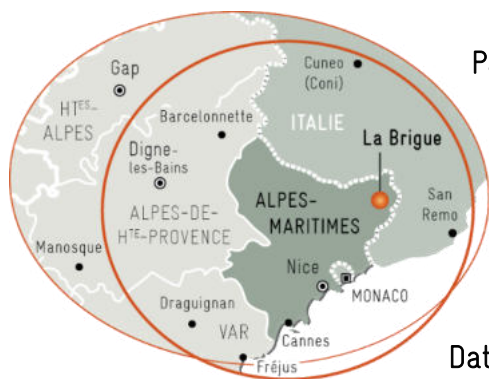 Gap
HTES-
ALPES
Barcelonnette
Digne-
les-Bains
ALPES-DE-
HTE-PROVENCE
Manosque
Draguignan
VAR
Fréjus
Cannes
Nice
MONACO
ALPES-
MARITIMES
Cuneo
(Coni)
ITALIE
La Brigue
San
Remo
P
Dat